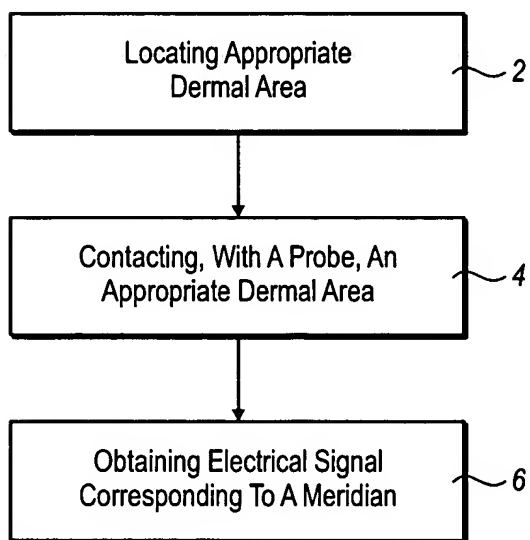 Locating Appropriate
Dermal Area
2
Contacting, With A Probe, An
Appropriate Dermal Area
4
Obtaining Electrical Signal
Corresponding To A Meridian
6